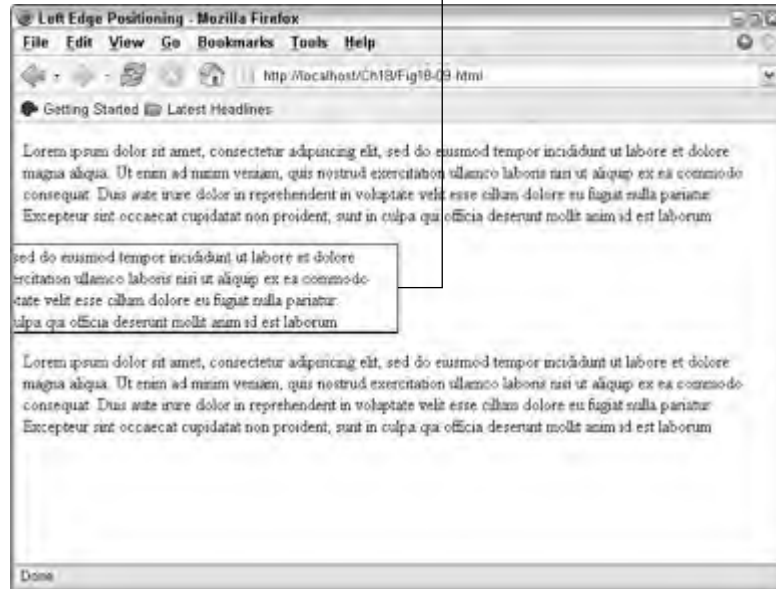 Left Edge Positioning - Mozilla Firefox
File Edit View Go Bookmarks Tools Help
http://localhost/Ch18/Fig18-09.html
Getting Started Latest Headlines
Lorem ipsum dolor sit amet, consectetur adipisicing elit, sed do eiusmod tempor incididunt ut labore et dolore
magna aliqua. Ut enim ad minim veniam, quis nostrud exercitation ullamco laboris nisi ut aliquip ex ea commodo
consequat. Duis aute irure dolor in reprehenderit in voluptate velit esse cillum dolore eu fugiat nulla pariatur
Excepteur sint occaecat cupidatat non proident, sunt in culpa qui officia deserunt mollit anim id est laborum
sed do eiusmod tempor incididunt ut labore et dolore
ercitation ullamco laboris nisi ut aliquip ex ea commodo
tate velit esse cillum dolore eu fugiat nulla pariatur
ulpa qui officia deserunt mollit anim id est laborum
Lorem ipsum dolor sit amet, consectetur adipisicing elit, sed do eiusmod tempor incididunt ut labore et dolore
magna aliqua. Ut enim ad minim veniam, quis nostrud exercitation ullamco laboris nisi ut aliquip ex ea commodo
consequat. Duis aute irure dolor in reprehenderit in voluptate velit esse cillum dolore eu fugiat nulla pariatur
Excepteur sint occaecat cupidatat non proident, sunt in culpa qui officia deserunt mollit anim id est laborum
Done